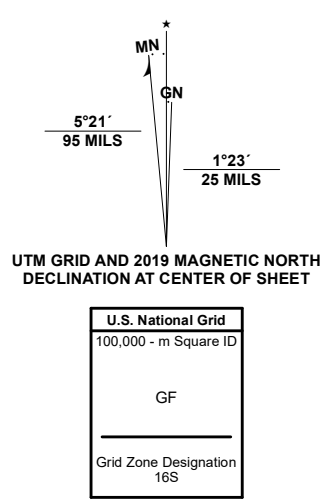 MN
GN
5°21´
95 MILS
1°23´
25 MILS
UTM GRID AND 2019 MAGNETIC NORTH
DECLINATION AT CENTER OF SHEET
U.S. National Grid
100,000 - m Square ID
GF
Grid Zone Designation
16S